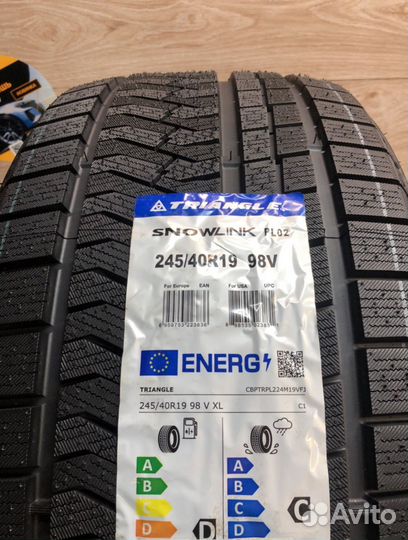 TRIANGLE
SNOWLINK PL02
245/40R19 98V
For Europe EAN
For USA UPC
ENERG
TRIANGLE CBPTRPL224M19VFJ
245/40R19 98 V XL C1
A A
B B
C C
D D
D C
Avito